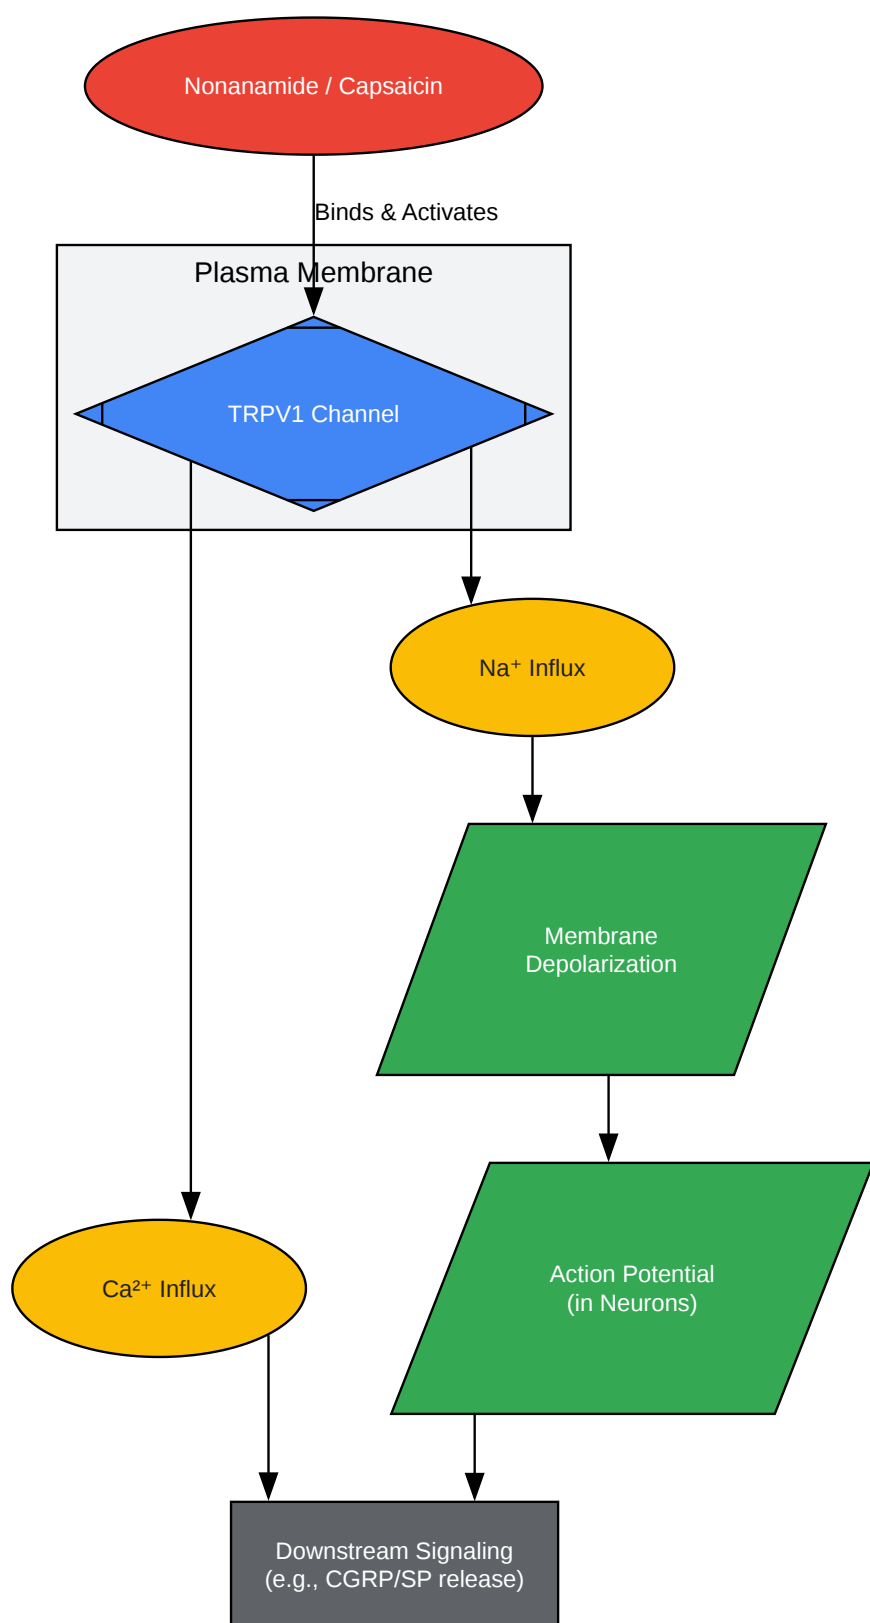 Nonanamide / Capsaicin
Binds & Activates
Plasma Membrane
TRPV1 Channel
Na⁺ Influx
Membrane
Depolarization
Action Potential
(in Neurons)
Ca²⁺ Influx
Downstream Signaling
(e.g., CGRP/SP release)